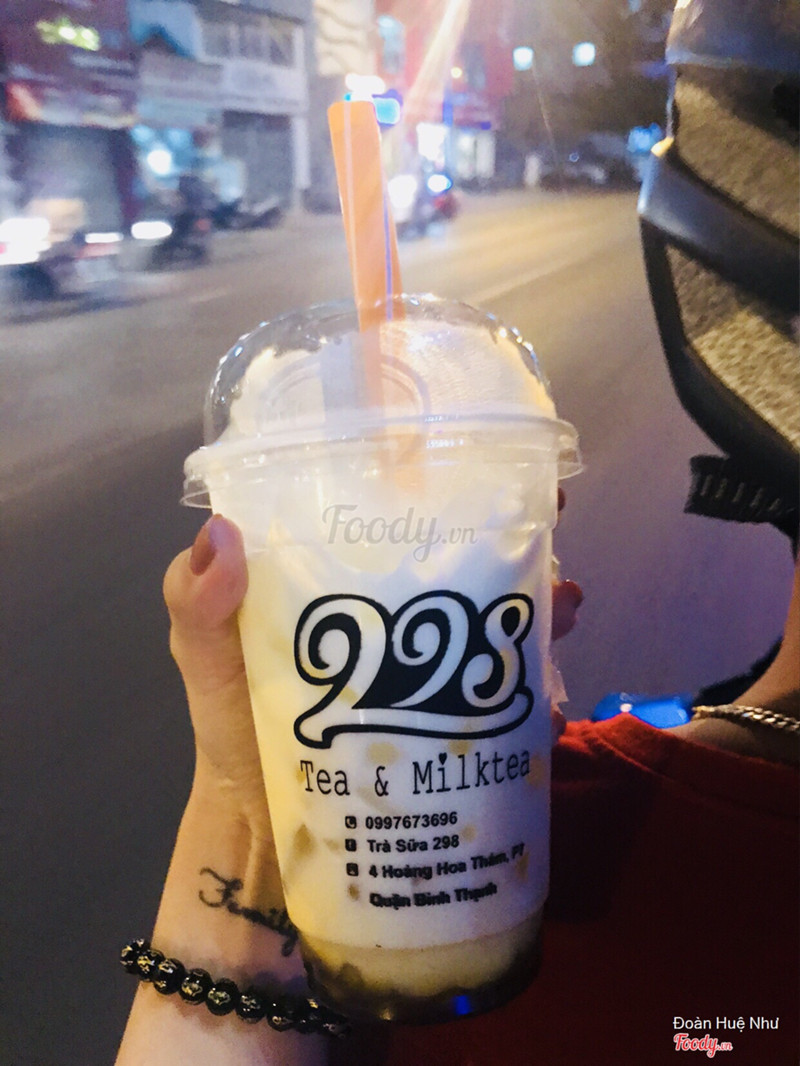 Foody.vn
298
Tea & Milktea
0997673696
Trà Sữa 298
4 Hoàng Hoa Thám, P7
Quận Bình Thạnh
Family
Đoàn Huệ Như
Foody.vn